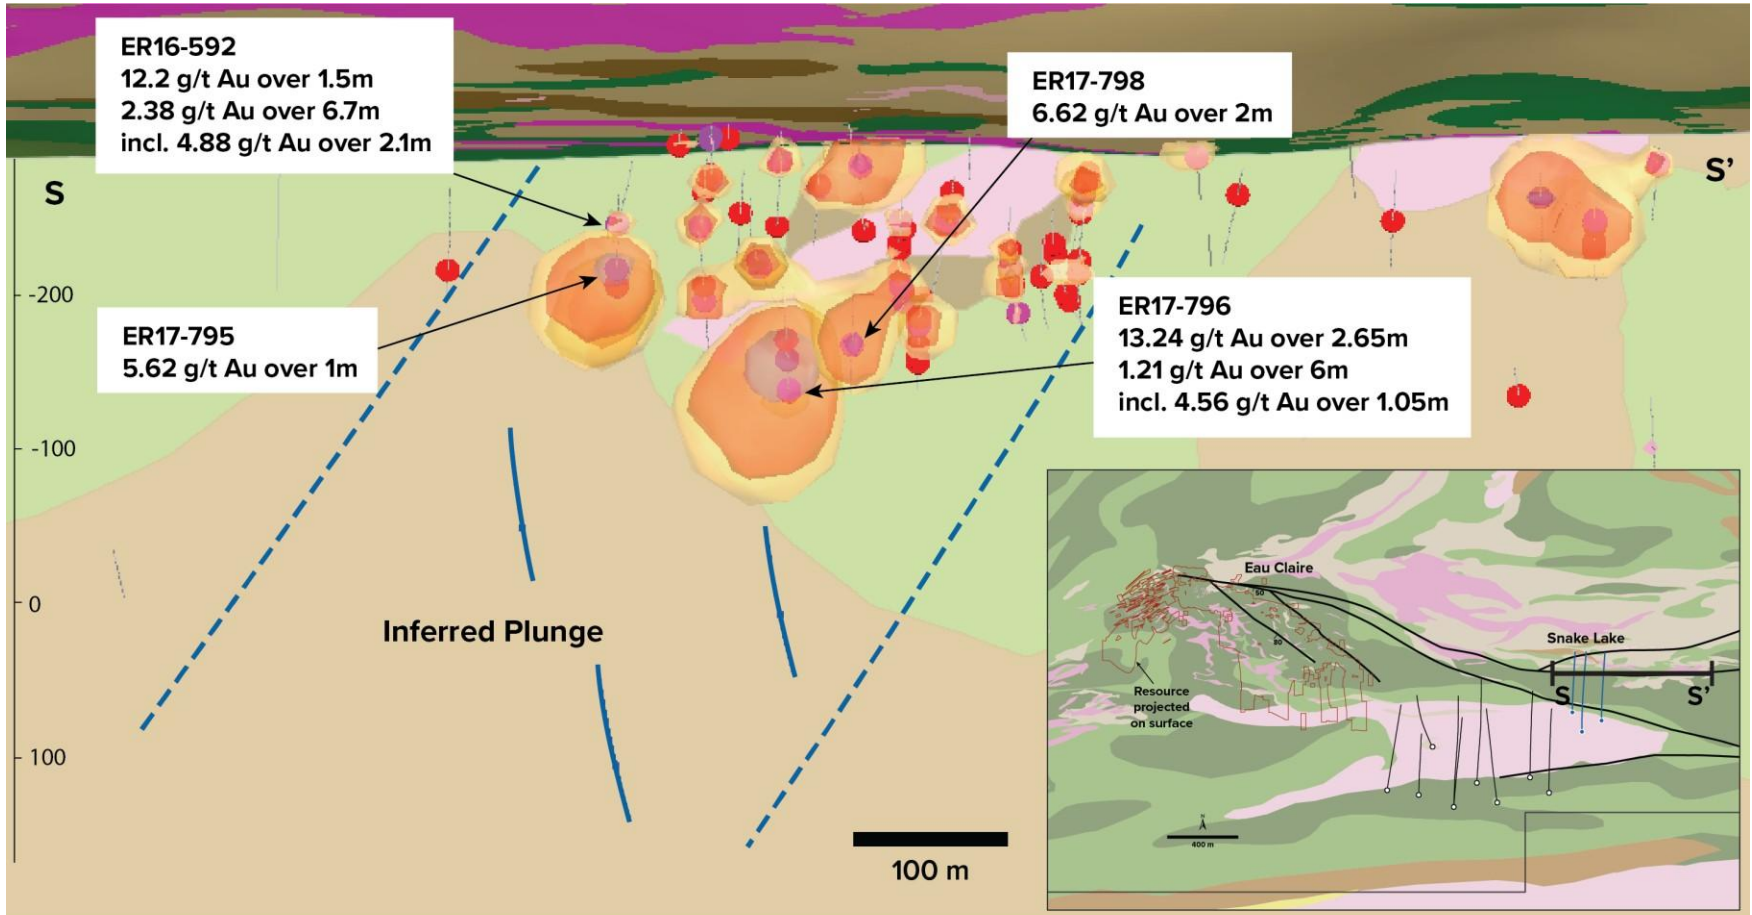 ER16-592
12.2 g/t Au over 1.5m
2.38 g/t Au over 6.7m
incl. 4.88 g/t Au over 2.1m
ER17-798
6.62 g/t Au over 2m
S
S’
-200
ER17-795
5.62 g/t Au over 1m
ER17-796
13.24 g/t Au over 2.65m
1.21 g/t Au over 6m
incl. 4.56 g/t Au over 1.05m
-100
0
Inferred Plunge
100
100 m
Eau Claire
Snake Lake
S
S’
Resource
projected
on surface
N
400 m